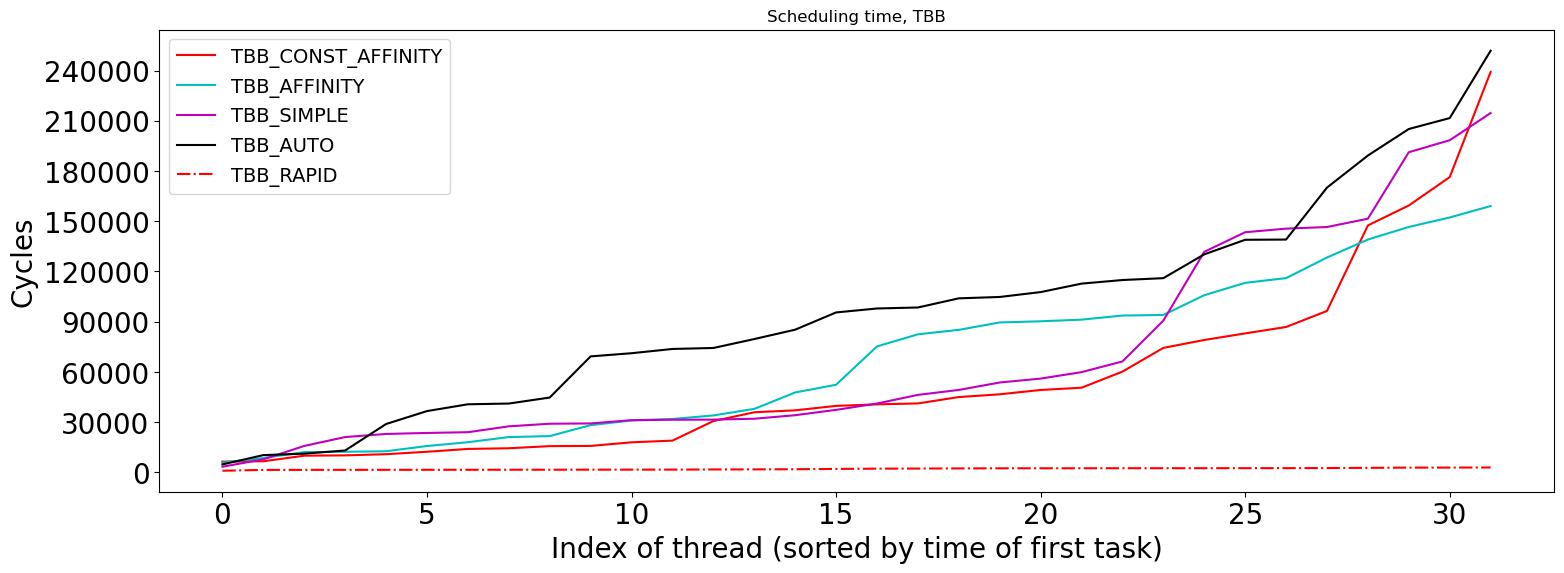 Scheduling time, TBB
TBB_CONST_AFFINITY
TBB_AFFINITY
TBB_SIMPLE
TBB_AUTO
TBB_RAPID
240000
210000
180000
150000
120000
90000
60000
30000
0
Cycles
0 5 10 15 20 25 30
Index of thread (sorted by time of first task)